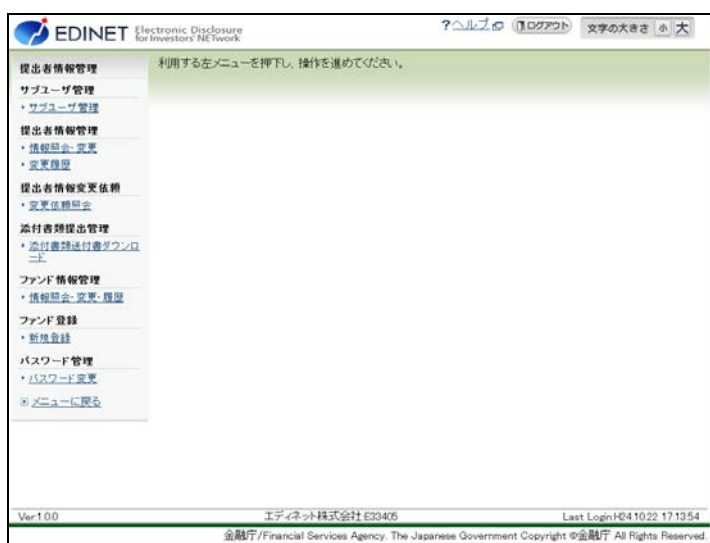 EDINET Electronic Disclosure for Investors' NETwork
?ヘルプ ログアウト 文字の大きさ 小 大
提出者情報管理
利用する左メニューを押下し、操作を進めてください。
サブユーザ管理
サブユーザ管理
提出者情報管理
情報照会・変更
変更履歴
提出者情報変更依頼
変更依頼照会
添付書類提出管理
添付書類送付書ダウンロ
ード
ファンド情報管理
情報照会・変更・履歴
ファンド登録
新規登録
パスワード管理
パスワード変更
メニューに戻る
Ver1.0.0 エディネット株式会社 E33405 Last Login:H24.10.22 17:13:54
金融庁/Financial Services Agency. The Japanese Government Copyright ©金融庁 All Rights Reserved.